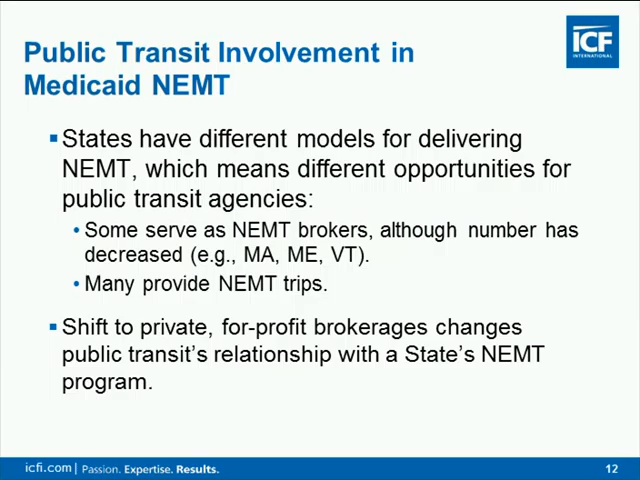 Public Transit Involvement in
Medicaid NEMT
ICF
INTERNATIONAL
▪States have different models for delivering
NEMT, which means different opportunities for
public transit agencies:
• Some serve as NEMT brokers, although number has
decreased (e.g., MA, ME, VT).
• Many provide NEMT trips.
▪ Shift to private, for-profit brokerages changes
public transit’s relationship with a State’s NEMT
program.
icfi.com | Passion. Expertise. Results.
12